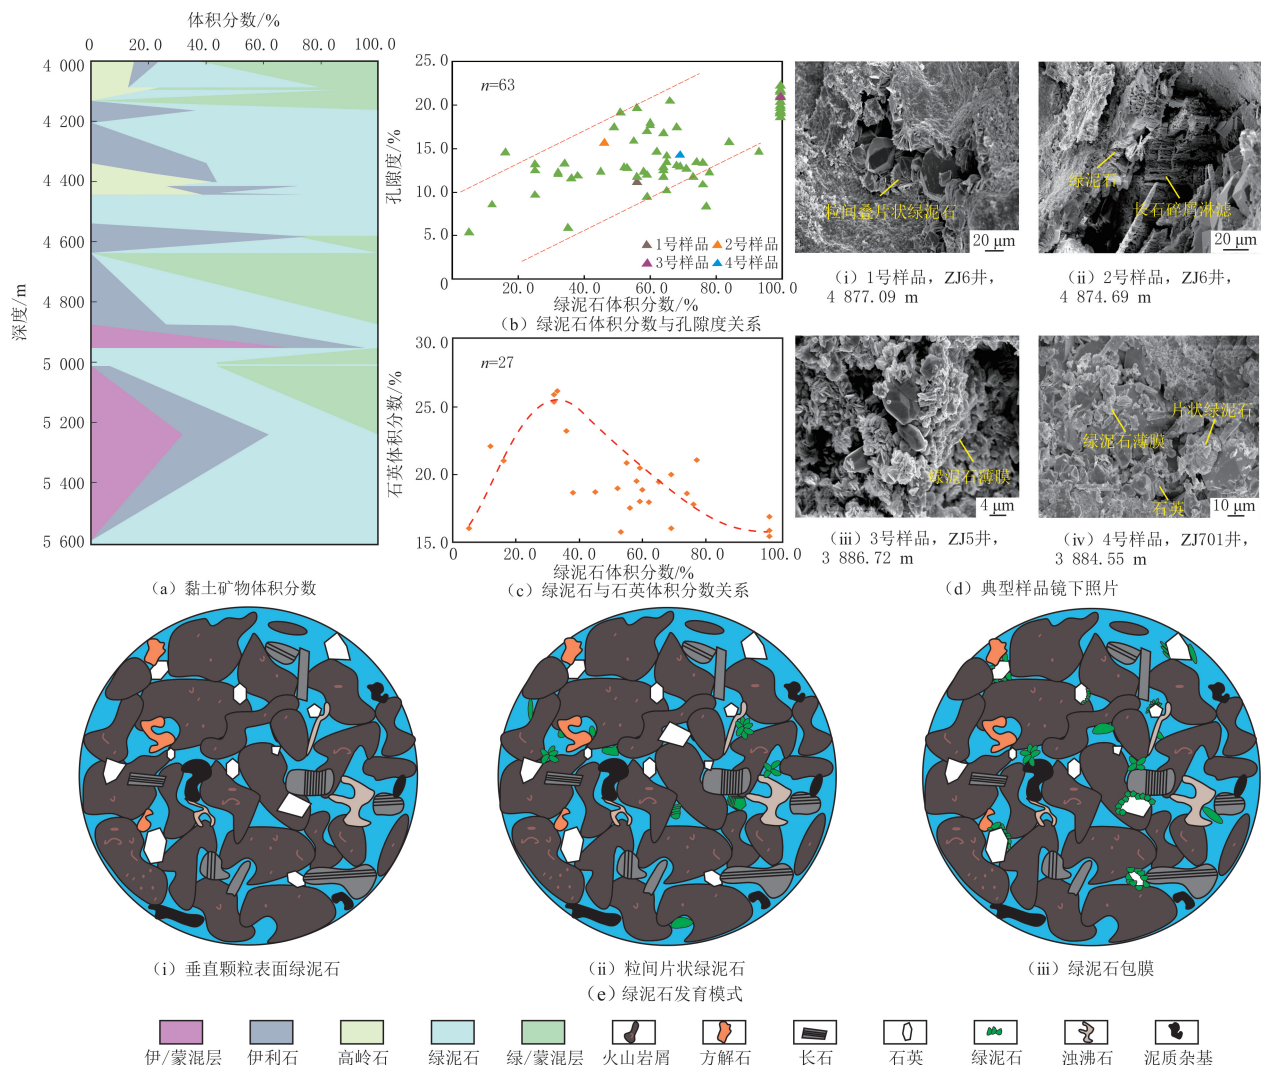 体积分数/%
0 20.0 40.0 60.0 80.0 100.0
4 000
4 200
4 400
4 600
4 800
5 000
5 200
5 400
5 600
深度/m
(a) 黏土矿物体积分数
25.0
20.0
15.0
10.0
5.0
0
孔隙度/%
n=63
1号样品 2号样品
3号样品 4号样品
20.0 40.0 60.0 80.0 100.0
绿泥石体积分数/%
(b) 绿泥石体积分数与孔隙度关系
30.0
25.0
20.0
15.0
石英体积分数/%
n=27
0 20.0 40.0 60.0 80.0 100.0
绿泥石体积分数/%
(c) 绿泥石与石英体积分数关系
粒间叠片状绿泥石
20 μm
(i) 1号样品，ZJ6井，
4 877.09 m
绿泥石
长石碎屑淋滤
20 μm
(ii) 2号样品，ZJ6井，
4 874.69 m
绿泥石薄膜
4 μm
(iii) 3号样品，ZJ5井，
3 886.72 m
片状绿泥石
绿泥石薄膜
石英
10 μm
(iv) 4号样品，ZJ701井，
3 884.55 m
(d) 典型样品镜下照片
(i) 垂直颗粒表面绿泥石
(ii) 粒间片状绿泥石
(iii) 绿泥石包膜
(e) 绿泥石发育模式
伊/蒙混层 伊利石 高岭石 绿泥石 绿/蒙混层 火山岩屑 方解石 长石 石英 绿泥石 浊沸石 泥质杂基